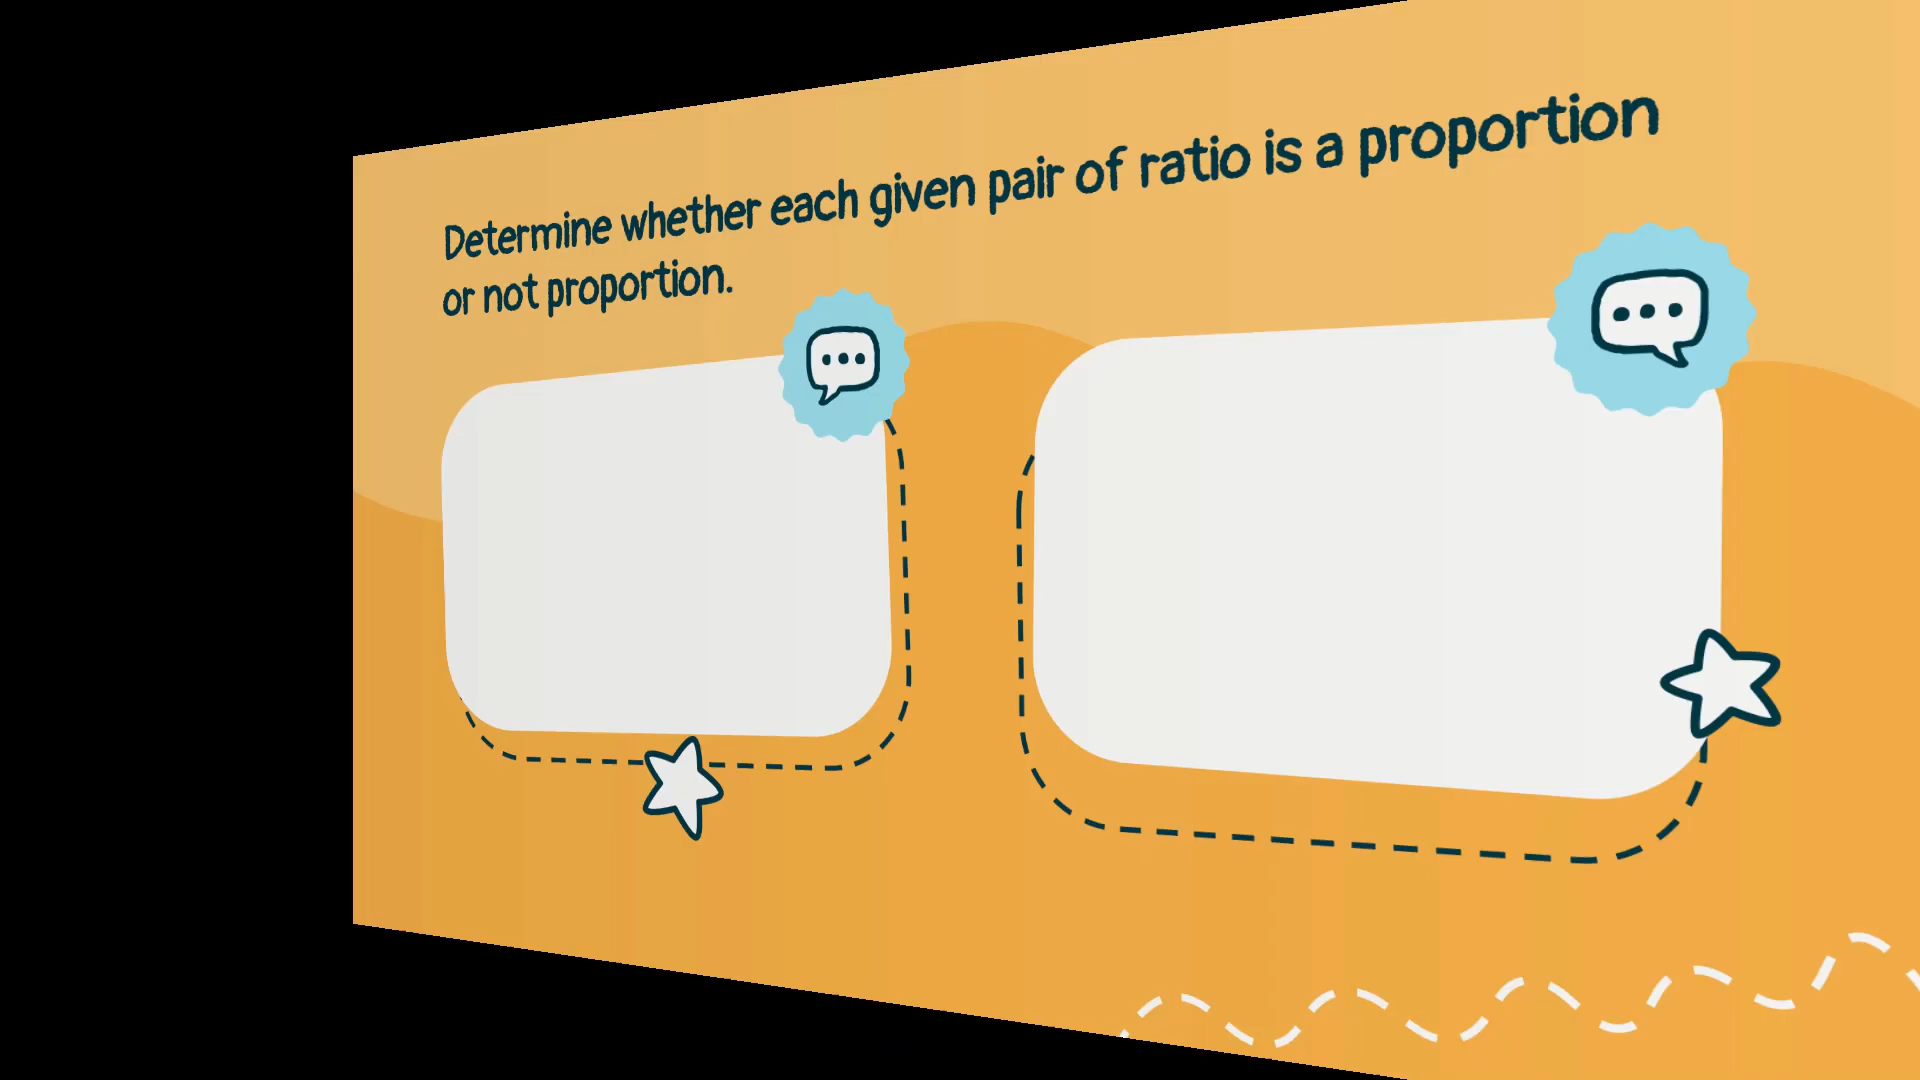 Determine whether each given pair of ratio is a proportion
or not proportion.